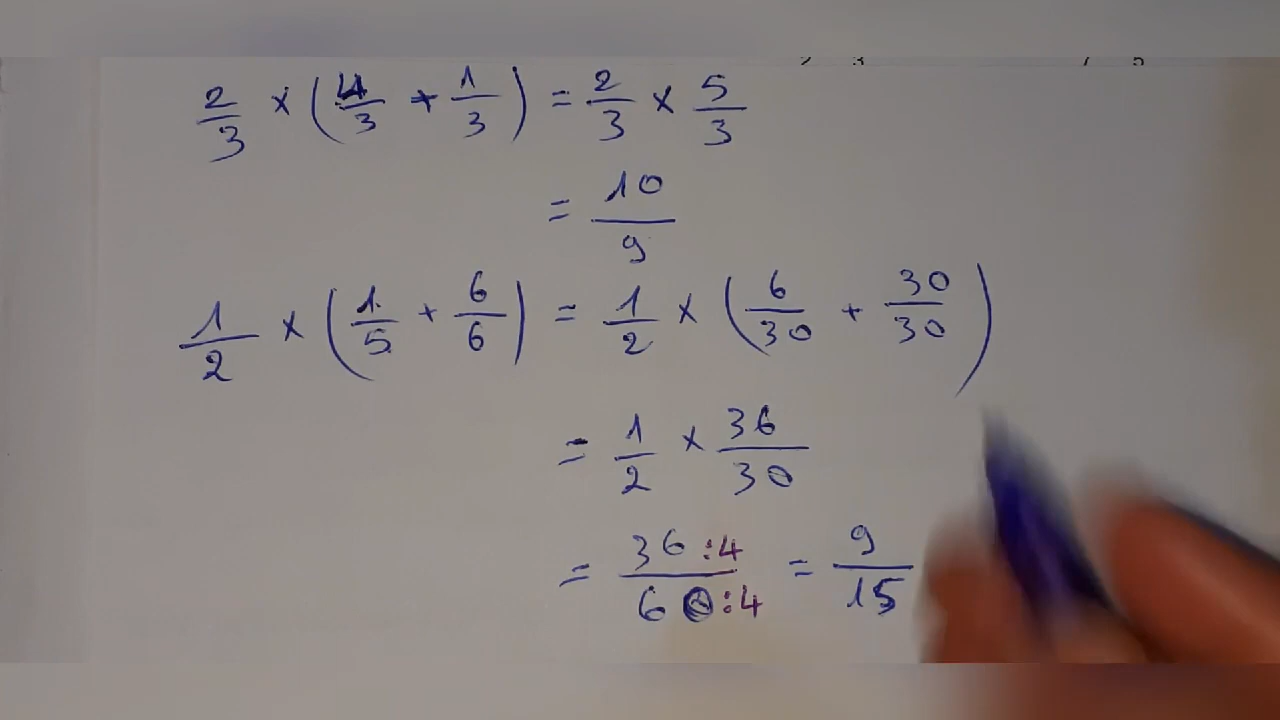 2/3 × (4/3 + 1/3) = 2/3 × 5/3
= 10/9
1/2 × (1/5 + 6/6) = 1/2 × (6/30 + 30/30)
= 1/2 × 36/30
= 36:4/60:4 = 9/15